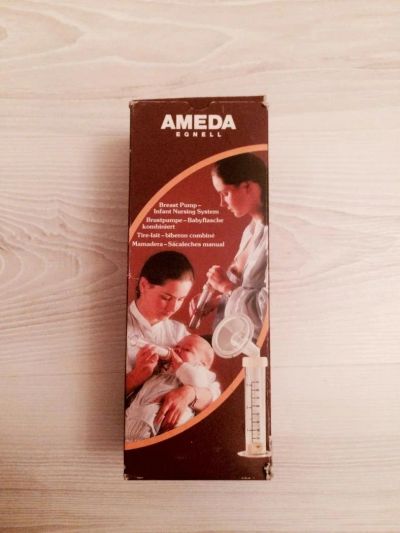 AMEDA
EGNELL
Breast Pump –
Infant Nursing System
Brustpumpe – Babyflasche
kombiniert
Tire-lait – biberon combiné
Mamadera – Sacaleches manual